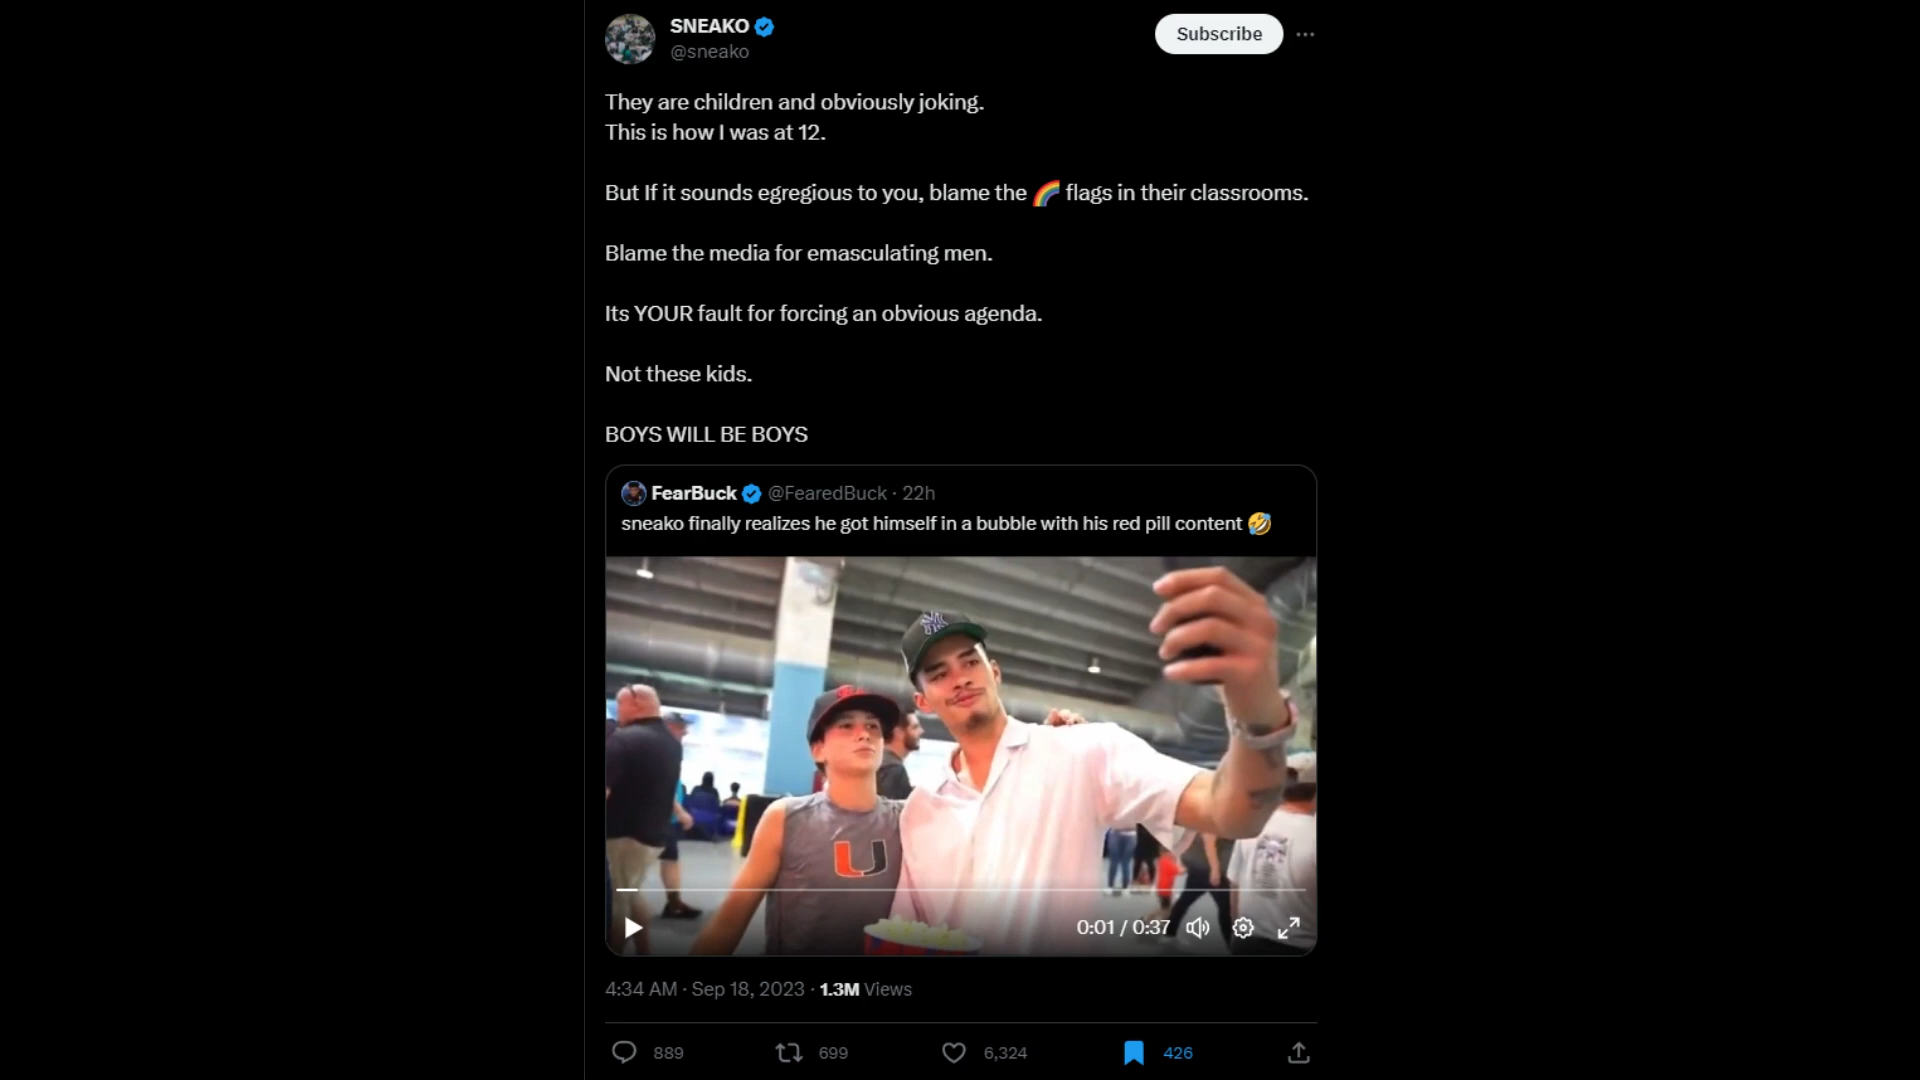 SNEAKO
Subscribe
@sneako
They are children and obviously joking.
This is how I was at 12.
But If it sounds egregious to you, blame the 🌈 flags in their classrooms.
Blame the media for emasculating men.
Its YOUR fault for forcing an obvious agenda.
Not these kids.
BOYS WILL BE BOYS
FearBuck @FearedBuck · 22h
sneako finally realizes he got himself in a bubble with his red pill content 🤣
U
0:01 / 0:37
4:34 AM · Sep 18, 2023 · 1.3M Views
889 699 6,324 426